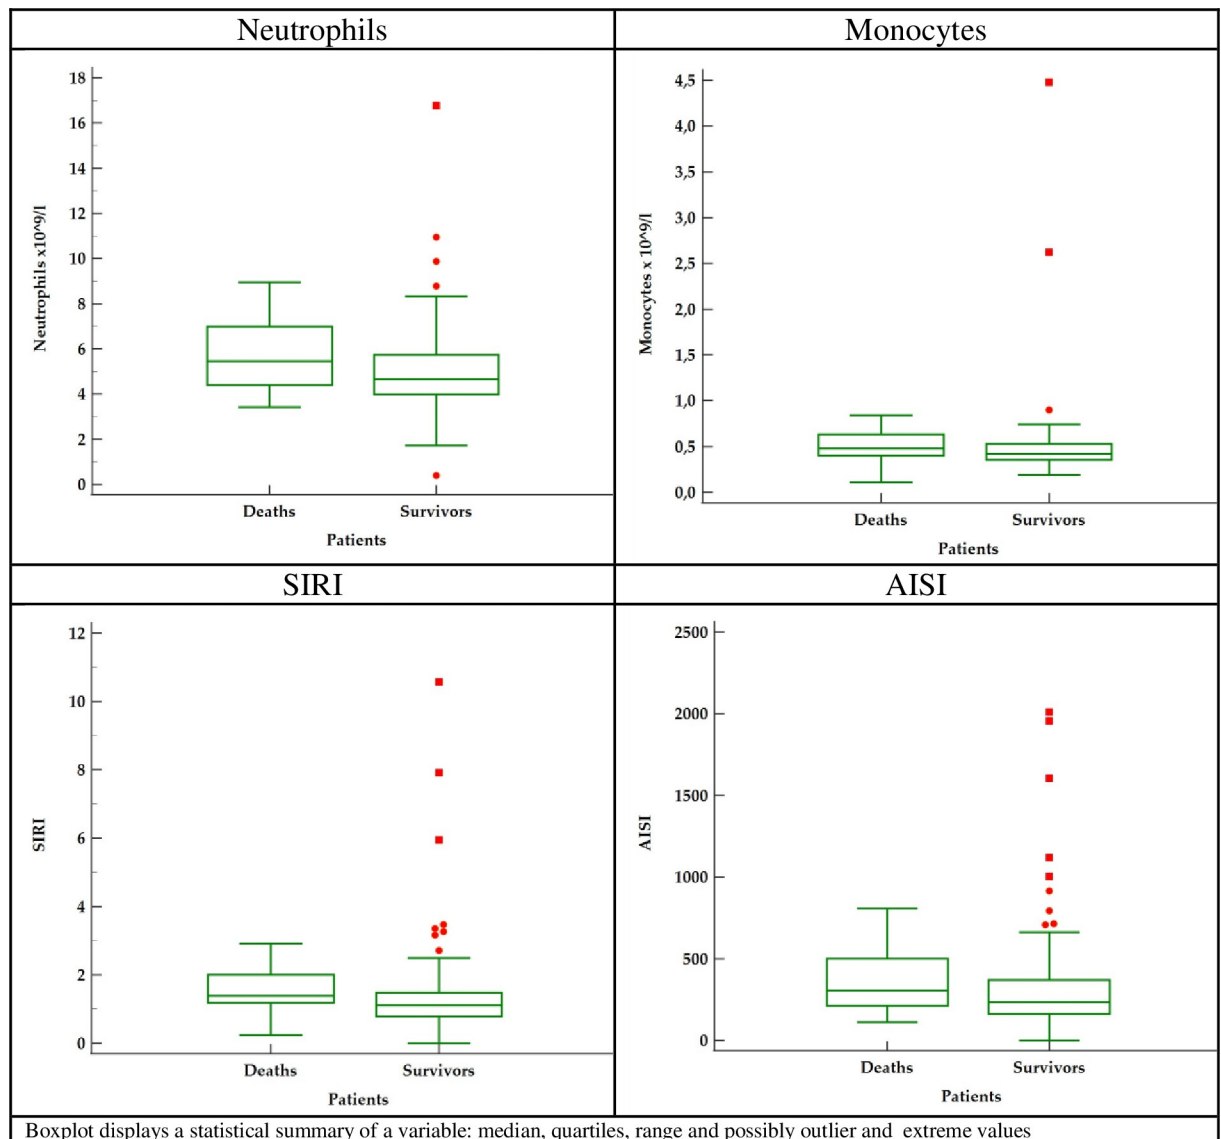 Neutrophils
18
16
14
12
10
8
6
4
2
0
Neutrophils x10^9/l
Deaths
Survivors
Patients
Monocytes
4,5
4,0
3,5
3,0
2,5
2,0
1,5
1,0
0,5
0,0
Monocytes x 10^9/l
Deaths
Survivors
Patients
SIRI
12
10
8
6
4
2
0
SIRI
Deaths
Survivors
Patients
AISI
2500
2000
1500
1000
500
0
AISI
Deaths
Survivors
Patients
Boxplot displays a statistical summary of a variable: median, quartiles, range and possibly outlier and extreme values